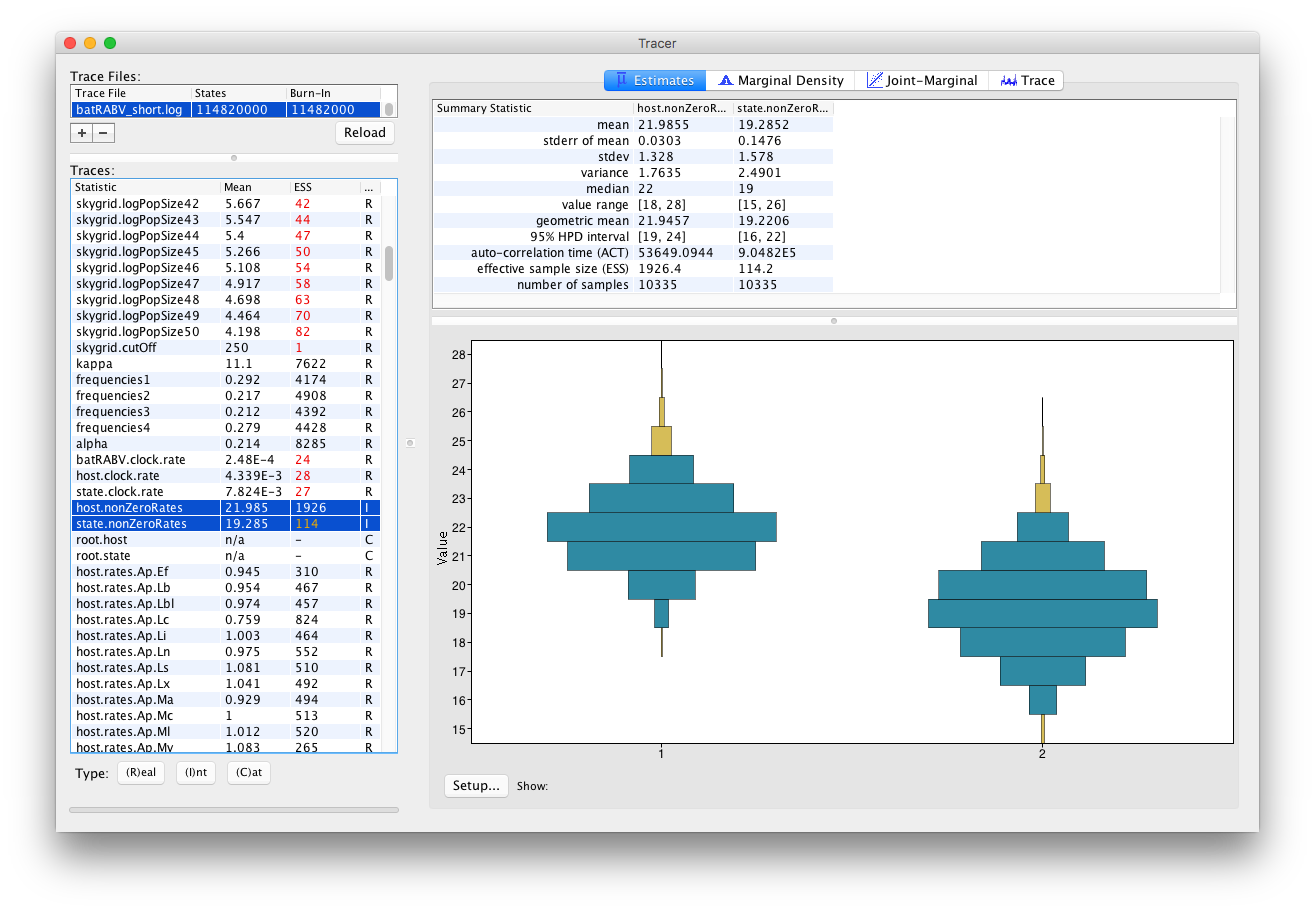 Tracer
Trace Files:
Trace File States Burn-In
batRABV_short.log 114820000 11482000
+ − Reload
Traces:
Statistic Mean ESS ...
skygrid.logPopSize42 5.667 42 R
skygrid.logPopSize43 5.547 44 R
skygrid.logPopSize44 5.4 47 R
skygrid.logPopSize45 5.266 50 R
skygrid.logPopSize46 5.108 54 R
skygrid.logPopSize47 4.917 58 R
skygrid.logPopSize48 4.698 63 R
skygrid.logPopSize49 4.464 70 R
skygrid.logPopSize50 4.198 82 R
skygrid.cutOff 250 1 R
kappa 11.1 7622 R
frequencies1 0.292 4174 R
frequencies2 0.217 4908 R
frequencies3 0.212 4392 R
frequencies4 0.279 4428 R
alpha 0.214 8285 R
batRABV.clock.rate 2.48E-4 24 R
host.clock.rate 4.339E-3 28 R
state.clock.rate 7.824E-3 27 R
host.nonZeroRates 21.985 1926 I
state.nonZeroRates 19.285 114 I
root.host n/a - C
root.state n/a - C
host.rates.Ap.Ef 0.945 310 R
host.rates.Ap.Lb 0.954 467 R
host.rates.Ap.Lbl 0.974 457 R
host.rates.Ap.Lc 0.759 824 R
host.rates.Ap.Li 1.003 464 R
host.rates.Ap.Ln 0.975 552 R
host.rates.Ap.Ls 1.081 510 R
host.rates.Ap.Lx 1.041 492 R
host.rates.Ap.Ma 0.929 494 R
host.rates.Ap.Mc 1 513 R
host.rates.Ap.Ml 1.012 520 R
host.rates.Ap.My 1.083 265 R
Type: (R)eal (I)nt (C)at
Estimates Marginal Density Joint-Marginal Trace
Summary Statistic host.nonZeroR... state.nonZeroR...
mean 21.9855 19.2852
stderr of mean 0.0303 0.1476
stdev 1.328 1.578
variance 1.7635 2.4901
median 22 19
value range [18, 28] [15, 26]
geometric mean 21.9457 19.2206
95% HPD interval [19, 24] [16, 22]
auto-correlation time (ACT) 53649.0944 9.0482E5
effective sample size (ESS) 1926.4 114.2
number of samples 10335 10335
28
27
26
25
24
23
22
21
20
19
18
17
16
15
Value
1 2
Setup... Show: